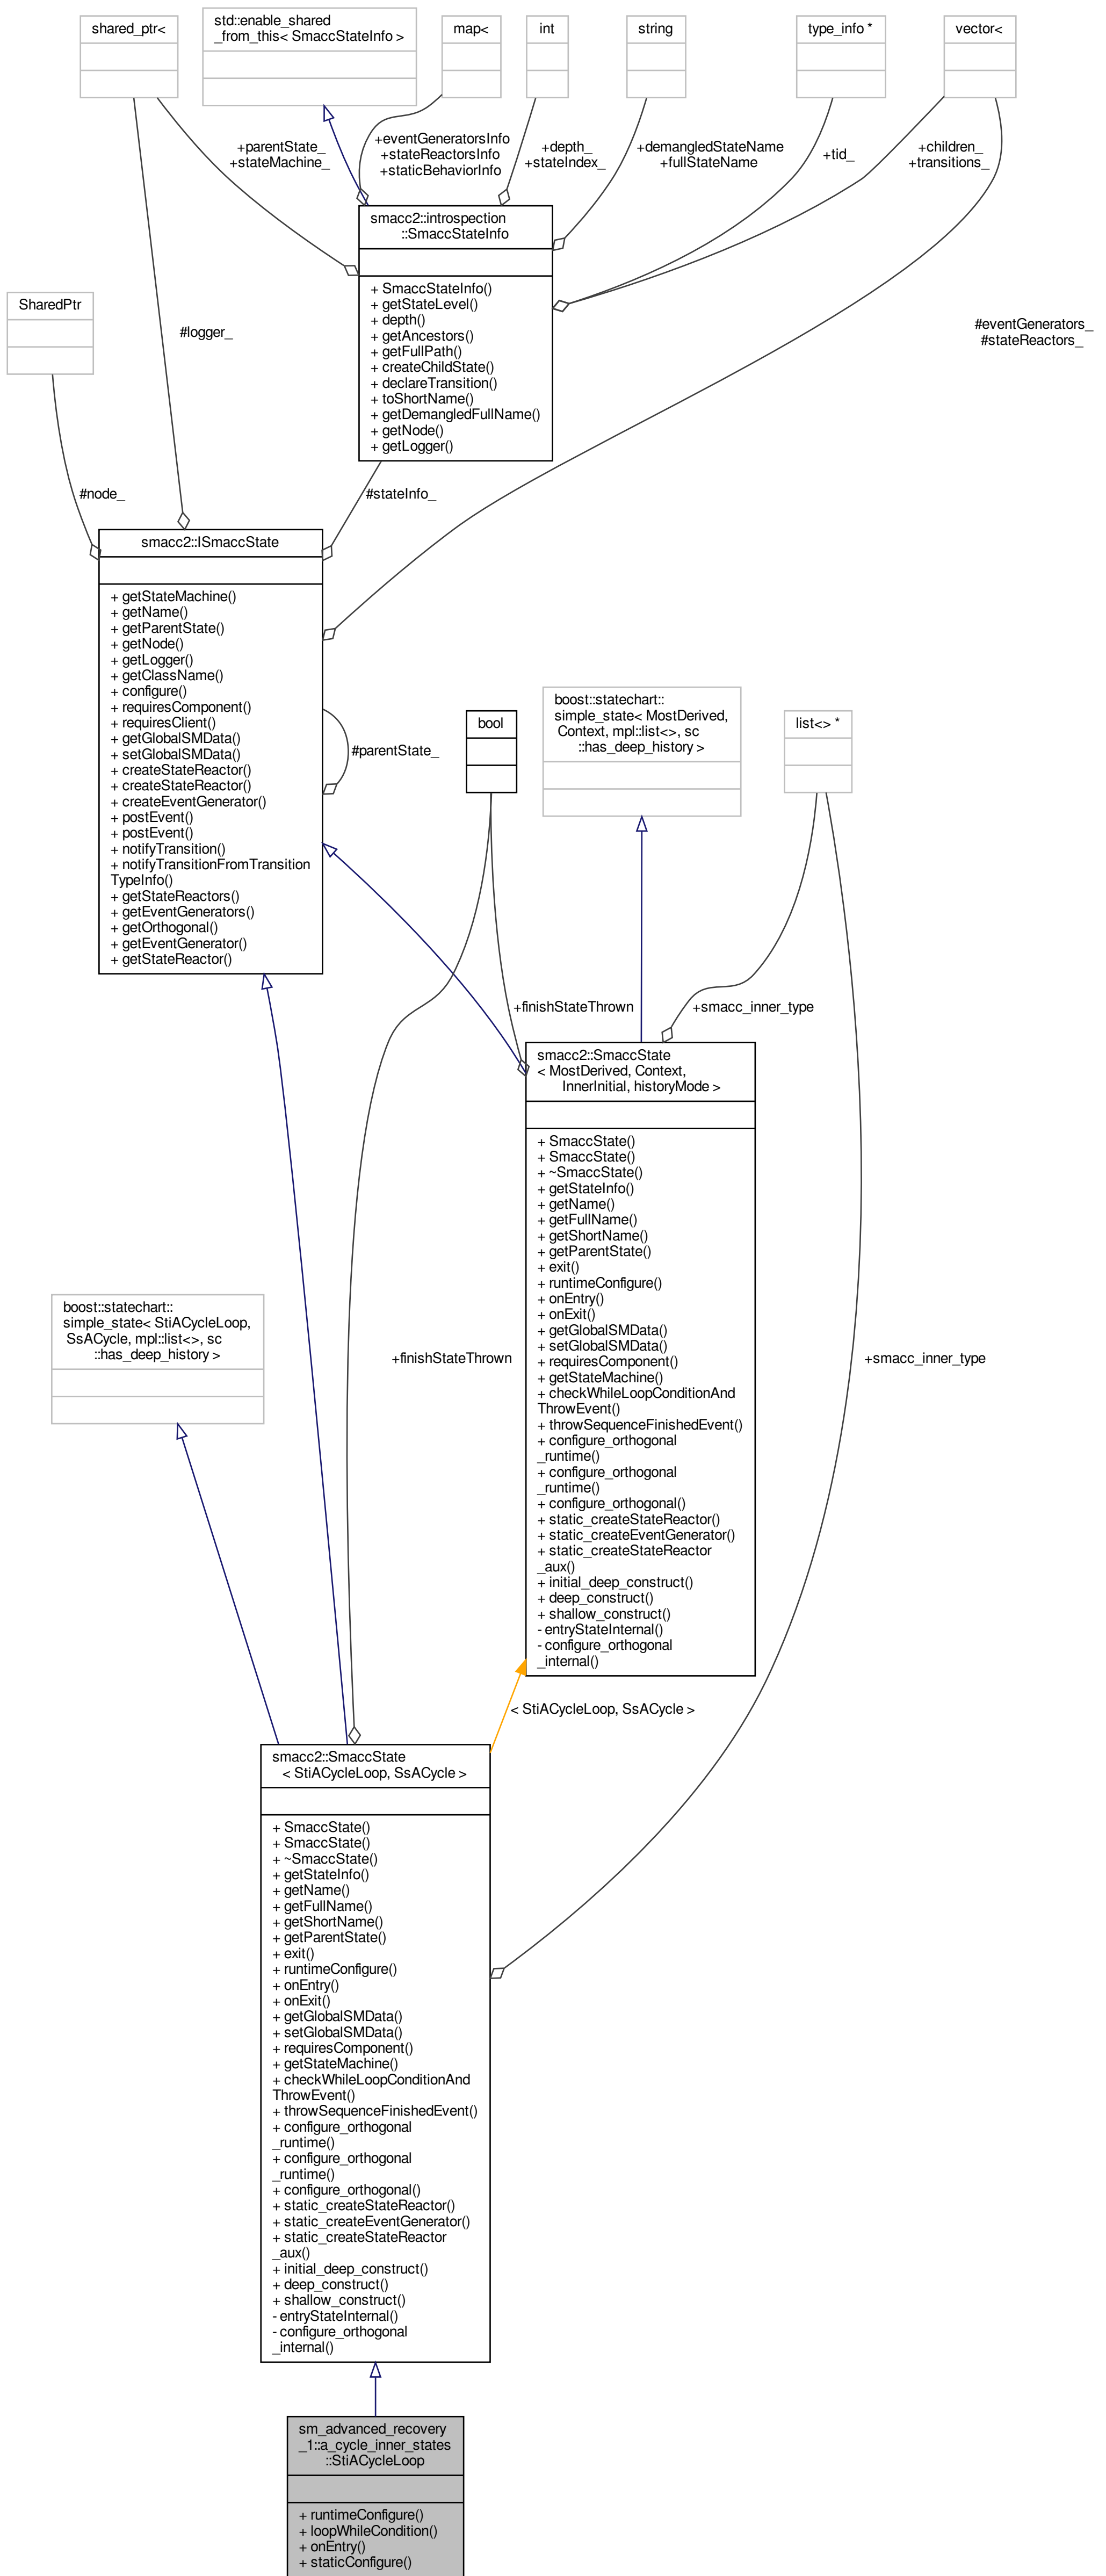 shared_ptr<
std::enable_shared
_from_this< SmaccStateInfo >
map<
int
string
type_info *
vector<
+parentState_
+stateMachine_
+eventGeneratorsInfo
+stateReactorsInfo
+staticBehaviorInfo
+depth_
+stateIndex_
+demangledStateName
+fullStateName
+tid_
+children_
+transitions_
smacc2::introspection
::SmaccStateInfo
+ SmaccStateInfo()
+ getStateLevel()
+ depth()
+ getAncestors()
+ getFullPath()
+ createChildState()
+ declareTransition()
+ toShortName()
+ getDemangledFullName()
+ getNode()
+ getLogger()
SharedPtr
#logger_
#eventGenerators_
#stateReactors_
#node_
#stateInfo_
smacc2::ISmaccState
+ getStateMachine()
+ getName()
+ getParentState()
+ getNode()
+ getLogger()
+ getClassName()
+ configure()
+ requiresComponent()
+ requiresClient()
+ getGlobalSMData()
+ setGlobalSMData()
+ createStateReactor()
+ createStateReactor()
+ createEventGenerator()
+ postEvent()
+ postEvent()
+ notifyTransition()
+ notifyTransitionFromTransition
TypeInfo()
+ getStateReactors()
+ getEventGenerators()
+ getOrthogonal()
+ getEventGenerator()
+ getStateReactor()
#parentState_
bool
boost::statechart::
simple_state< MostDerived,
Context, mpl::list<>, sc
::has_deep_history >
list<> *
+finishStateThrown
+smacc_inner_type
smacc2::SmaccState
< MostDerived, Context,
InnerInitial, historyMode >
+ SmaccState()
+ SmaccState()
+ ~SmaccState()
+ getStateInfo()
+ getName()
+ getFullName()
+ getShortName()
+ getParentState()
+ exit()
+ runtimeConfigure()
+ onEntry()
+ onExit()
+ getGlobalSMData()
+ setGlobalSMData()
+ requiresComponent()
+ getStateMachine()
+ checkWhileLoopConditionAnd
ThrowEvent()
+ throwSequenceFinishedEvent()
+ configure_orthogonal
_runtime()
+ configure_orthogonal
_runtime()
+ configure_orthogonal()
+ static_createStateReactor()
+ static_createEventGenerator()
+ static_createStateReactor
_aux()
+ initial_deep_construct()
+ deep_construct()
+ shallow_construct()
- entryStateInternal()
- configure_orthogonal
_internal()
boost::statechart::
simple_state< StiACycleLoop,
SsACycle, mpl::list<>, sc
::has_deep_history >
+finishStateThrown
+smacc_inner_type
< StiACycleLoop, SsACycle >
smacc2::SmaccState
< StiACycleLoop, SsACycle >
+ SmaccState()
+ SmaccState()
+ ~SmaccState()
+ getStateInfo()
+ getName()
+ getFullName()
+ getShortName()
+ getParentState()
+ exit()
+ runtimeConfigure()
+ onEntry()
+ onExit()
+ getGlobalSMData()
+ setGlobalSMData()
+ requiresComponent()
+ getStateMachine()
+ checkWhileLoopConditionAnd
ThrowEvent()
+ throwSequenceFinishedEvent()
+ configure_orthogonal
_runtime()
+ configure_orthogonal
_runtime()
+ configure_orthogonal()
+ static_createStateReactor()
+ static_createEventGenerator()
+ static_createStateReactor
_aux()
+ initial_deep_construct()
+ deep_construct()
+ shallow_construct()
- entryStateInternal()
- configure_orthogonal
_internal()
sm_advanced_recovery
_1::a_cycle_inner_states
::StiACycleLoop
+ runtimeConfigure()
+ loopWhileCondition()
+ onEntry()
+ staticConfigure()